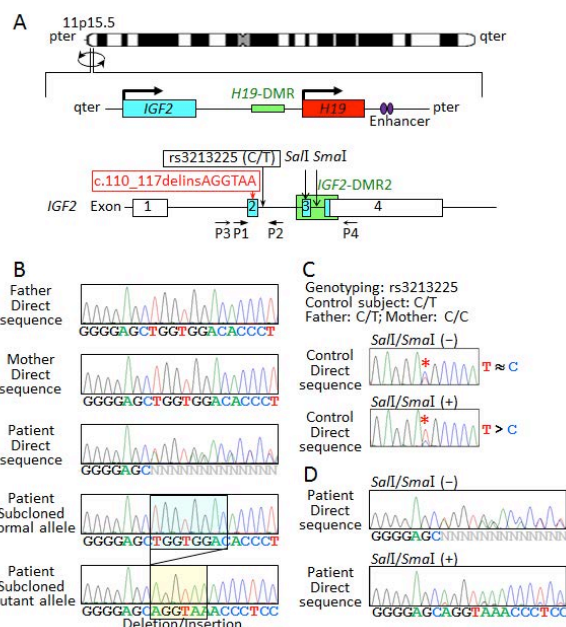 A
11p15.5
pter
qter
H19-DMR
qter
IGF2
H19
pter
Enhancer
rs3213225 (C/T)
SalI SmaI
c.110_117delinsAGGTAA
IGF2-DMR2
IGF2 Exon 1 2 3 4
P3 P1 P2 P4
B
Father
Direct
sequence
GGGGAGCTGGTGGACACCCT
Mother
Direct
sequence
GGGGAGCTGGTGGACACCCT
Patient
Direct
sequence
GGGGAGCNNNNNNNNNNNNN
Patient
Subcloned
ormal allele
GGGGAGCTGGTGGACACCCT
Patient
Subcloned
utant allele
GGGGAGCAGGTAAACCCTCC
Deletion/Insertion
C
Genotyping: rs3213225
Control subject: C/T
Father: C/T; Mother: C/C
SalI/SmaI (−)
Control
Direct
sequence
*
T ≈ C
SalI/SmaI (+)
Control
Direct
sequence
*
T > C
D
SalI/SmaI (−)
Patient
Direct
sequence
GGGGAGCNNNNNNNNNNNNN
SalI/SmaI (+)
Patient
Direct
sequence
GGGGAGCAGGTAAACCCTCC